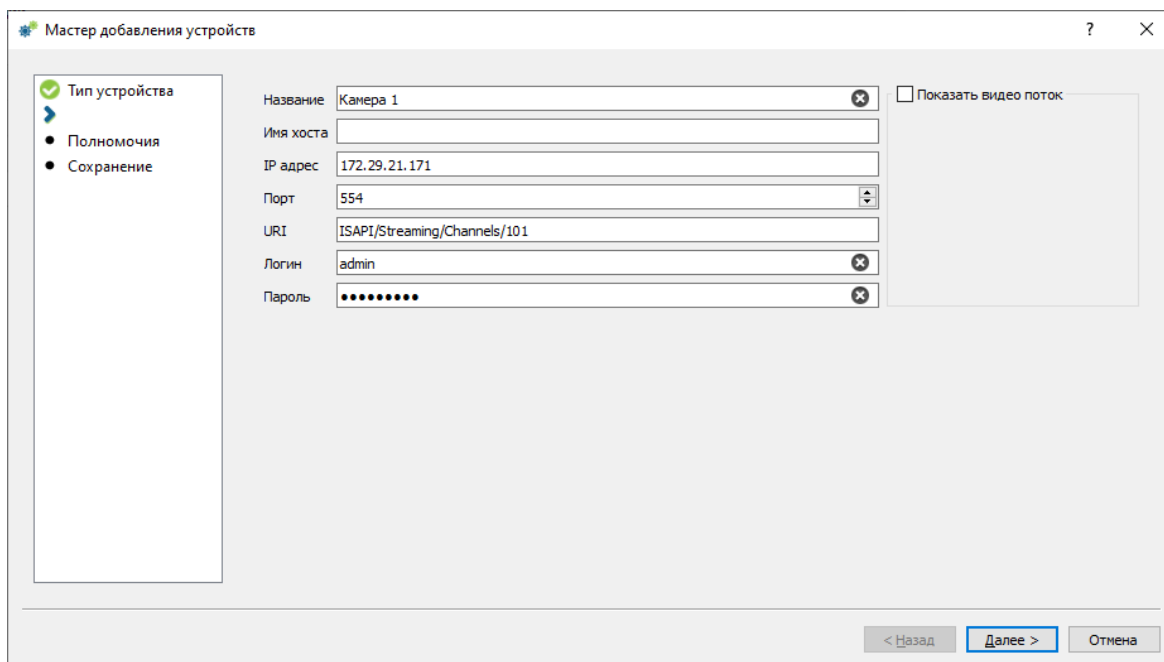 Мастер добавления устройств
?
Тип устройства
Полномочия
Сохранение
Название Камера 1
Имя хоста
IP адрес 172.29.21.171
Порт 554
URI ISAPI/Streaming/Channels/101
Логин admin
Пароль •••••••••
Показать видео поток
< Назад Далее > Отмена